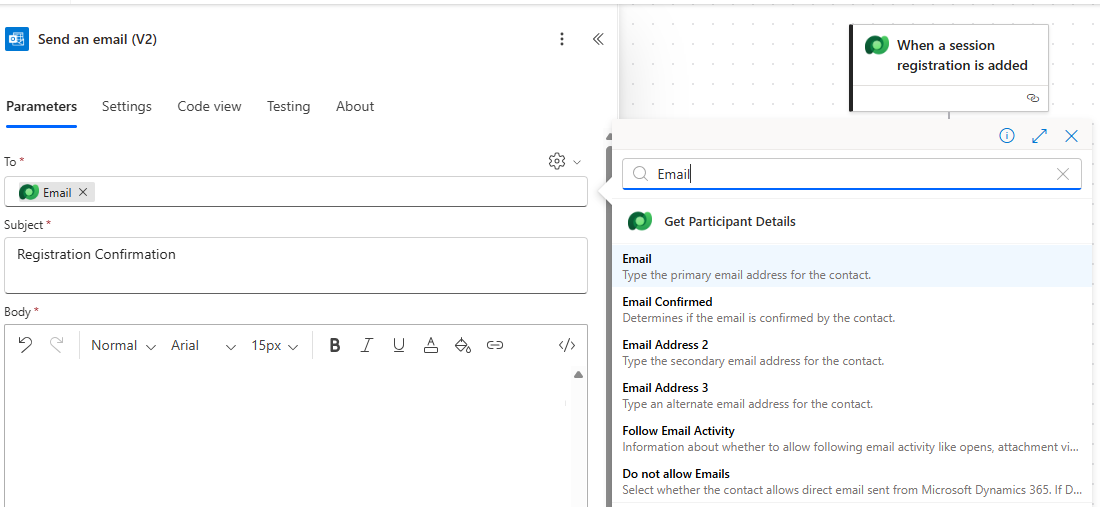 Send an email (V2)
Parameters
Settings
Code view
Testing
About
To *
Email
Subject *
Registration Confirmation
Body *
Normal
Arial
15px
B I U A </>
When a session
registration is added
Email
Get Participant Details
Email
Type the primary email address for the contact.
Email Confirmed
Determines if the email is confirmed by the contact.
Email Address 2
Type the secondary email address for the contact.
Email Address 3
Type an alternate email address for the contact.
Follow Email Activity
Information about whether to allow following email activity like opens, attachment vi...
Do not allow Emails
Select whether the contact allows direct email sent from Microsoft Dynamics 365. If D...